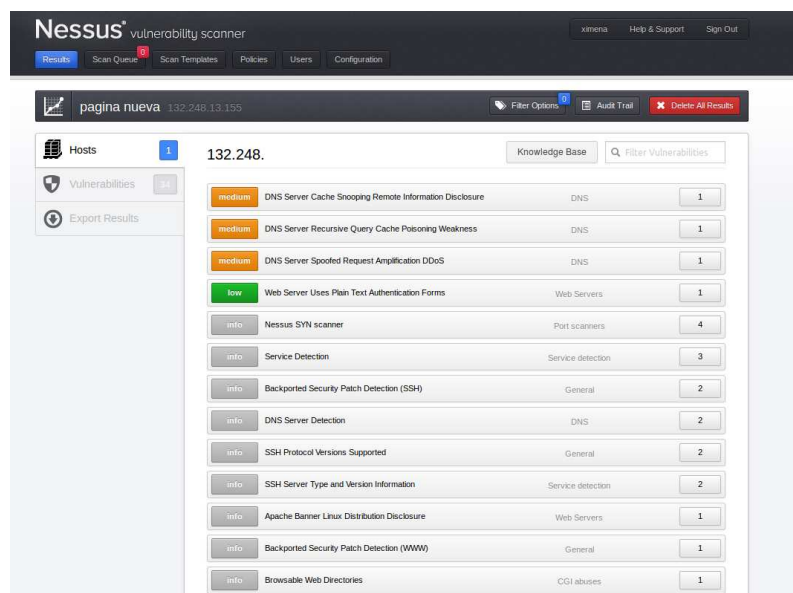 Nessus® vulnerability scanner
ximena Help & Support Sign Out
Results Scan Queue 0 Scan Templates Policies Users Configuration
pagina nueva 132.248.13.155
Filter Options 0 Audit Trail Delete All Results
Hosts 1
Vulnerabilities
Export Results
132.248.
Knowledge Base Filter Vulnerabilities
medium DNS Server Cache Snooping Remote Information Disclosure DNS 1
medium DNS Server Recursive Query Cache Poisoning Weakness DNS 1
medium DNS Server Spoofed Request Amplification DDoS DNS 1
low Web Server Uses Plain Text Authentication Forms Web Servers 1
info Nessus SYN scanner Port scanners 4
info Service Detection Service detection 3
info Backported Security Patch Detection (SSH) General 2
info DNS Server Detection DNS 2
info SSH Protocol Versions Supported General 2
info SSH Server Type and Version Information Service detection 2
info Apache Banner Linux Distribution Disclosure Web Servers 1
info Backported Security Patch Detection (WWW) General 1
info Browsable Web Directories CGI abuses 1